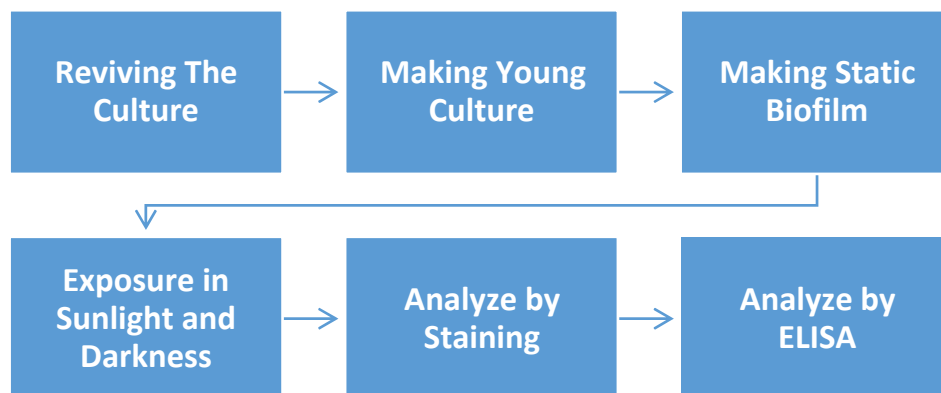 Reviving The
Culture
Making Young
Culture
Making Static
Biofilm
Exposure in
Sunlight and
Darkness
Analyze by
Staining
Analyze by
ELISA